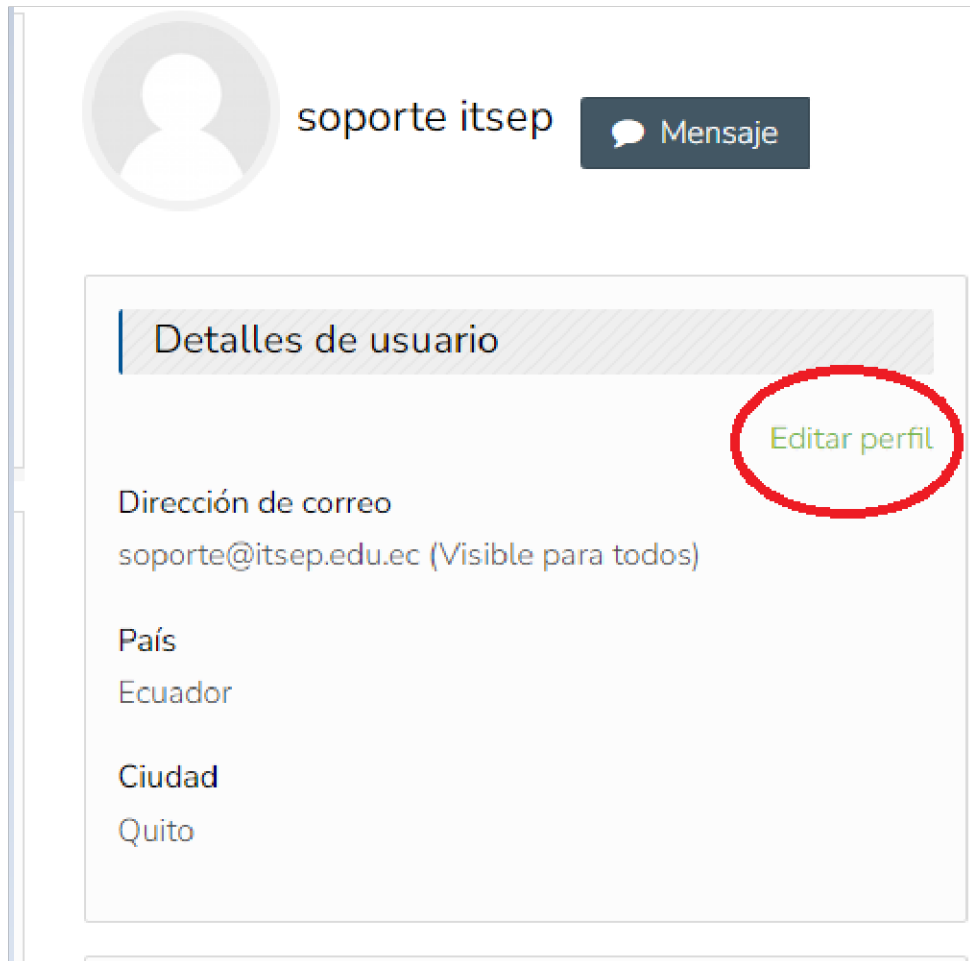 soporte itsep
Mensaje
Detalles de usuario
Editar perfil
Dirección de correo
soporte@itsep.edu.ec (Visible para todos)
País
Ecuador
Ciudad
Quito